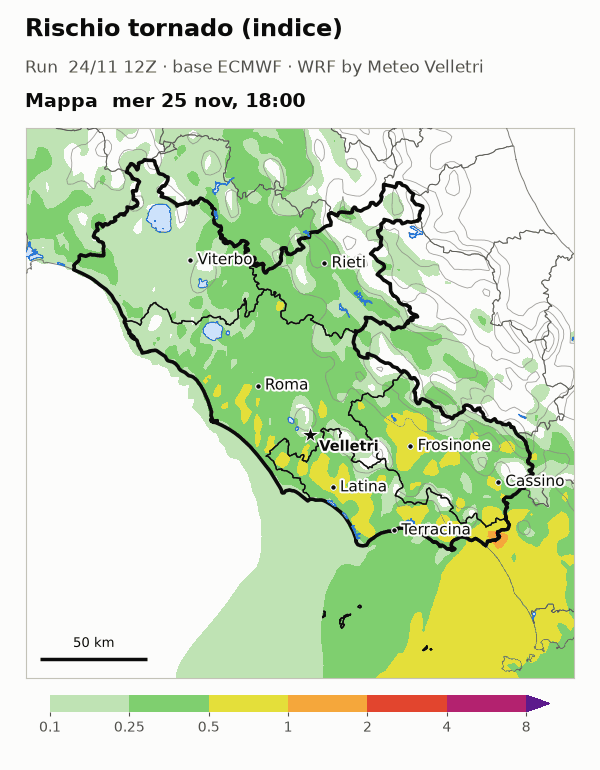 Rischio tornado (indice)
Run  24/11 12Z · base ECMWF · WRF by Meteo Velletri
Mappa  mer 25 nov, 18:00
Viterbo
Rieti
Roma
Velletri
Frosinone
Latina
Cassino
Terracina
50 km
0.1 0.25 0.5 1 2 4 8